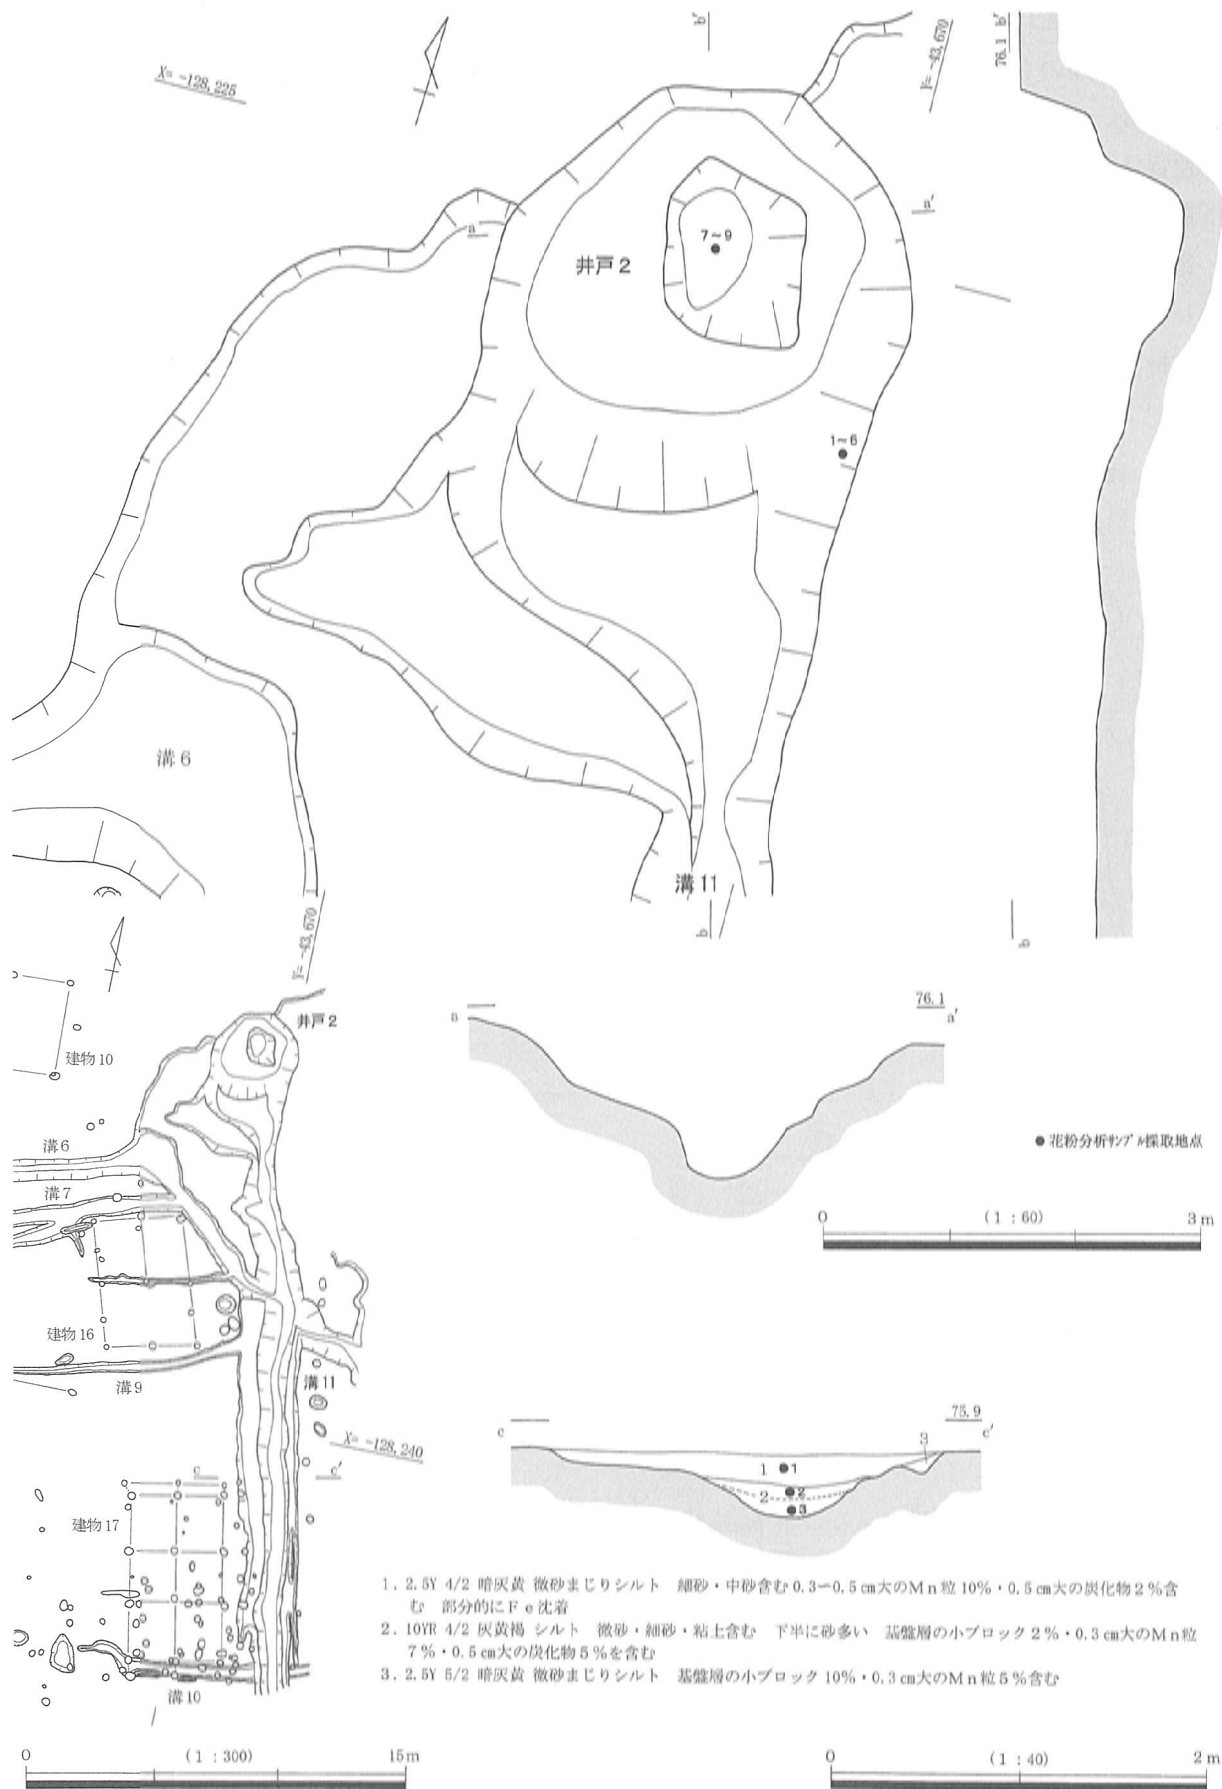 X= -128,225
b′
Y= -43,670
76.1 b′
a
a′
7～9
井戸2
1～6
溝6
溝11
b
b
Y= -43,670
井戸2
建物10
溝6
溝7
建物16
溝9
溝11
X= -128,240
c
c′
建物17
溝10
a
76.1
a′
● 花粉分析ｻﾝﾌﾟﾙ採取地点
0 (1：60) 3m
c
75.9
c′
3
1
1
2
2
3
1. 2.5Y 4/2 暗灰黄 微砂まじりシルト 細砂・中砂含む 0.3－0.5㎝大のMn粒10%・0.5㎝大の炭化物2%含
む 部分的にFe沈着
2. 10YR 4/2 灰黄褐 シルト 微砂・細砂・粘土含む 下半に砂多い 基盤層の小ブロック2%・0.3㎝大のMn粒
7%・0.5㎝大の炭化物5%を含む
3. 2.5Y 5/2 暗灰黄 微砂まじりシルト 基盤層の小ブロック10%・0.3㎝大のMn粒5%含む
0 (1：300) 15m
0 (1：40) 2m